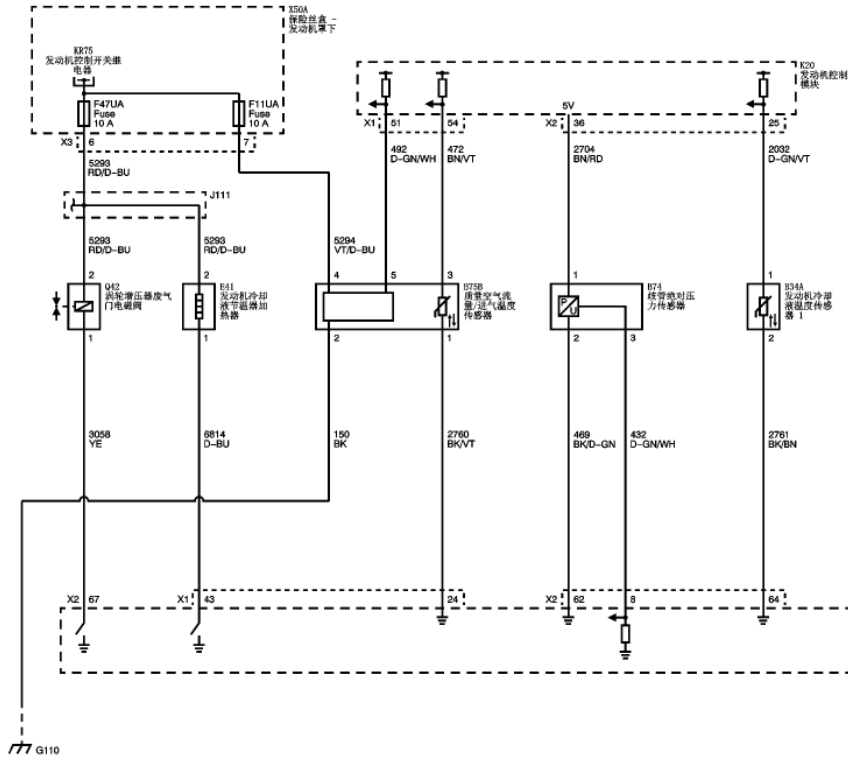 X50A
保险丝盒 -
发动机罩下
KR75
发动机控制开关继
电器
F47UA
Fuse
10 A
F11UA
Fuse
10 A
X3
6
7
K20
发动机控制
模块
5V
X1
51
54
X2
36
25
5293
RD/D-BU
492
D-GN/WH
472
BN/VT
2704
BN/RD
2032
D-GN/VT
J111
5293
RD/D-BU
5293
RD/D-BU
5294
VT/D-BU
2
2
4
5
3
1
1
Q42
涡轮增压器废气
门电磁阀
E41
发动机冷却
液节温器加
热器
B75B
质量空气流
量/进气温度
传感器
P
U
B74
歧管绝对压
力传感器
B34A
发动机冷却
液温度传感
器 1
1
1
2
1
2
3
2
3058
YE
6814
D-BU
150
BK
2760
BK/VT
469
BK/D-GN
432
D-GN/WH
2761
BK/BN
X2
67
X1
43
24
X2
62
8
64
G110